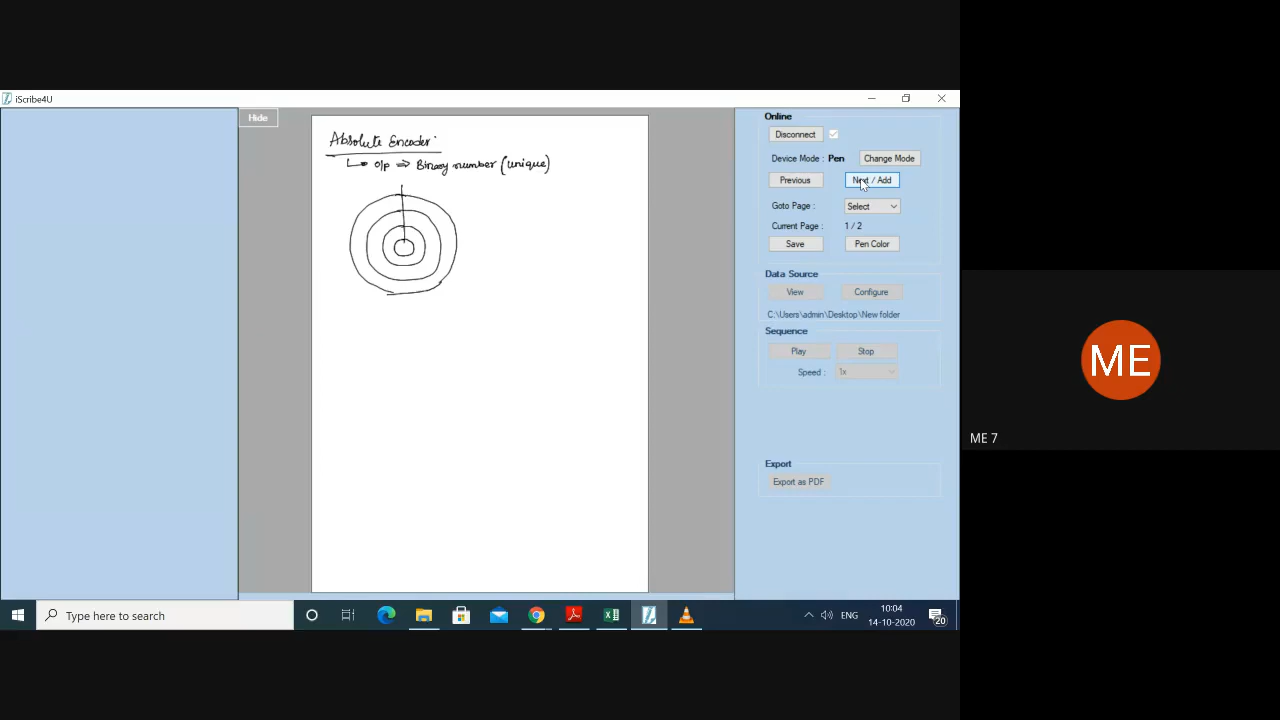 iScribe4U
Hide
Absolute Encoder:
o/p ⇒ Binary number (unique)
Online
Disconnect
Device Mode : Pen
Change Mode
Previous
Next / Add
Goto Page :
Select
Current Page :
1 / 2
Save
Pen Color
Data Source
View
Configure
C:\Users\admin\Desktop\New folder
Sequence
Play
Stop
Speed :
1x
Export
Export as PDF
ME
ME 7
Type here to search
ENG
10:04
14-10-2020
20